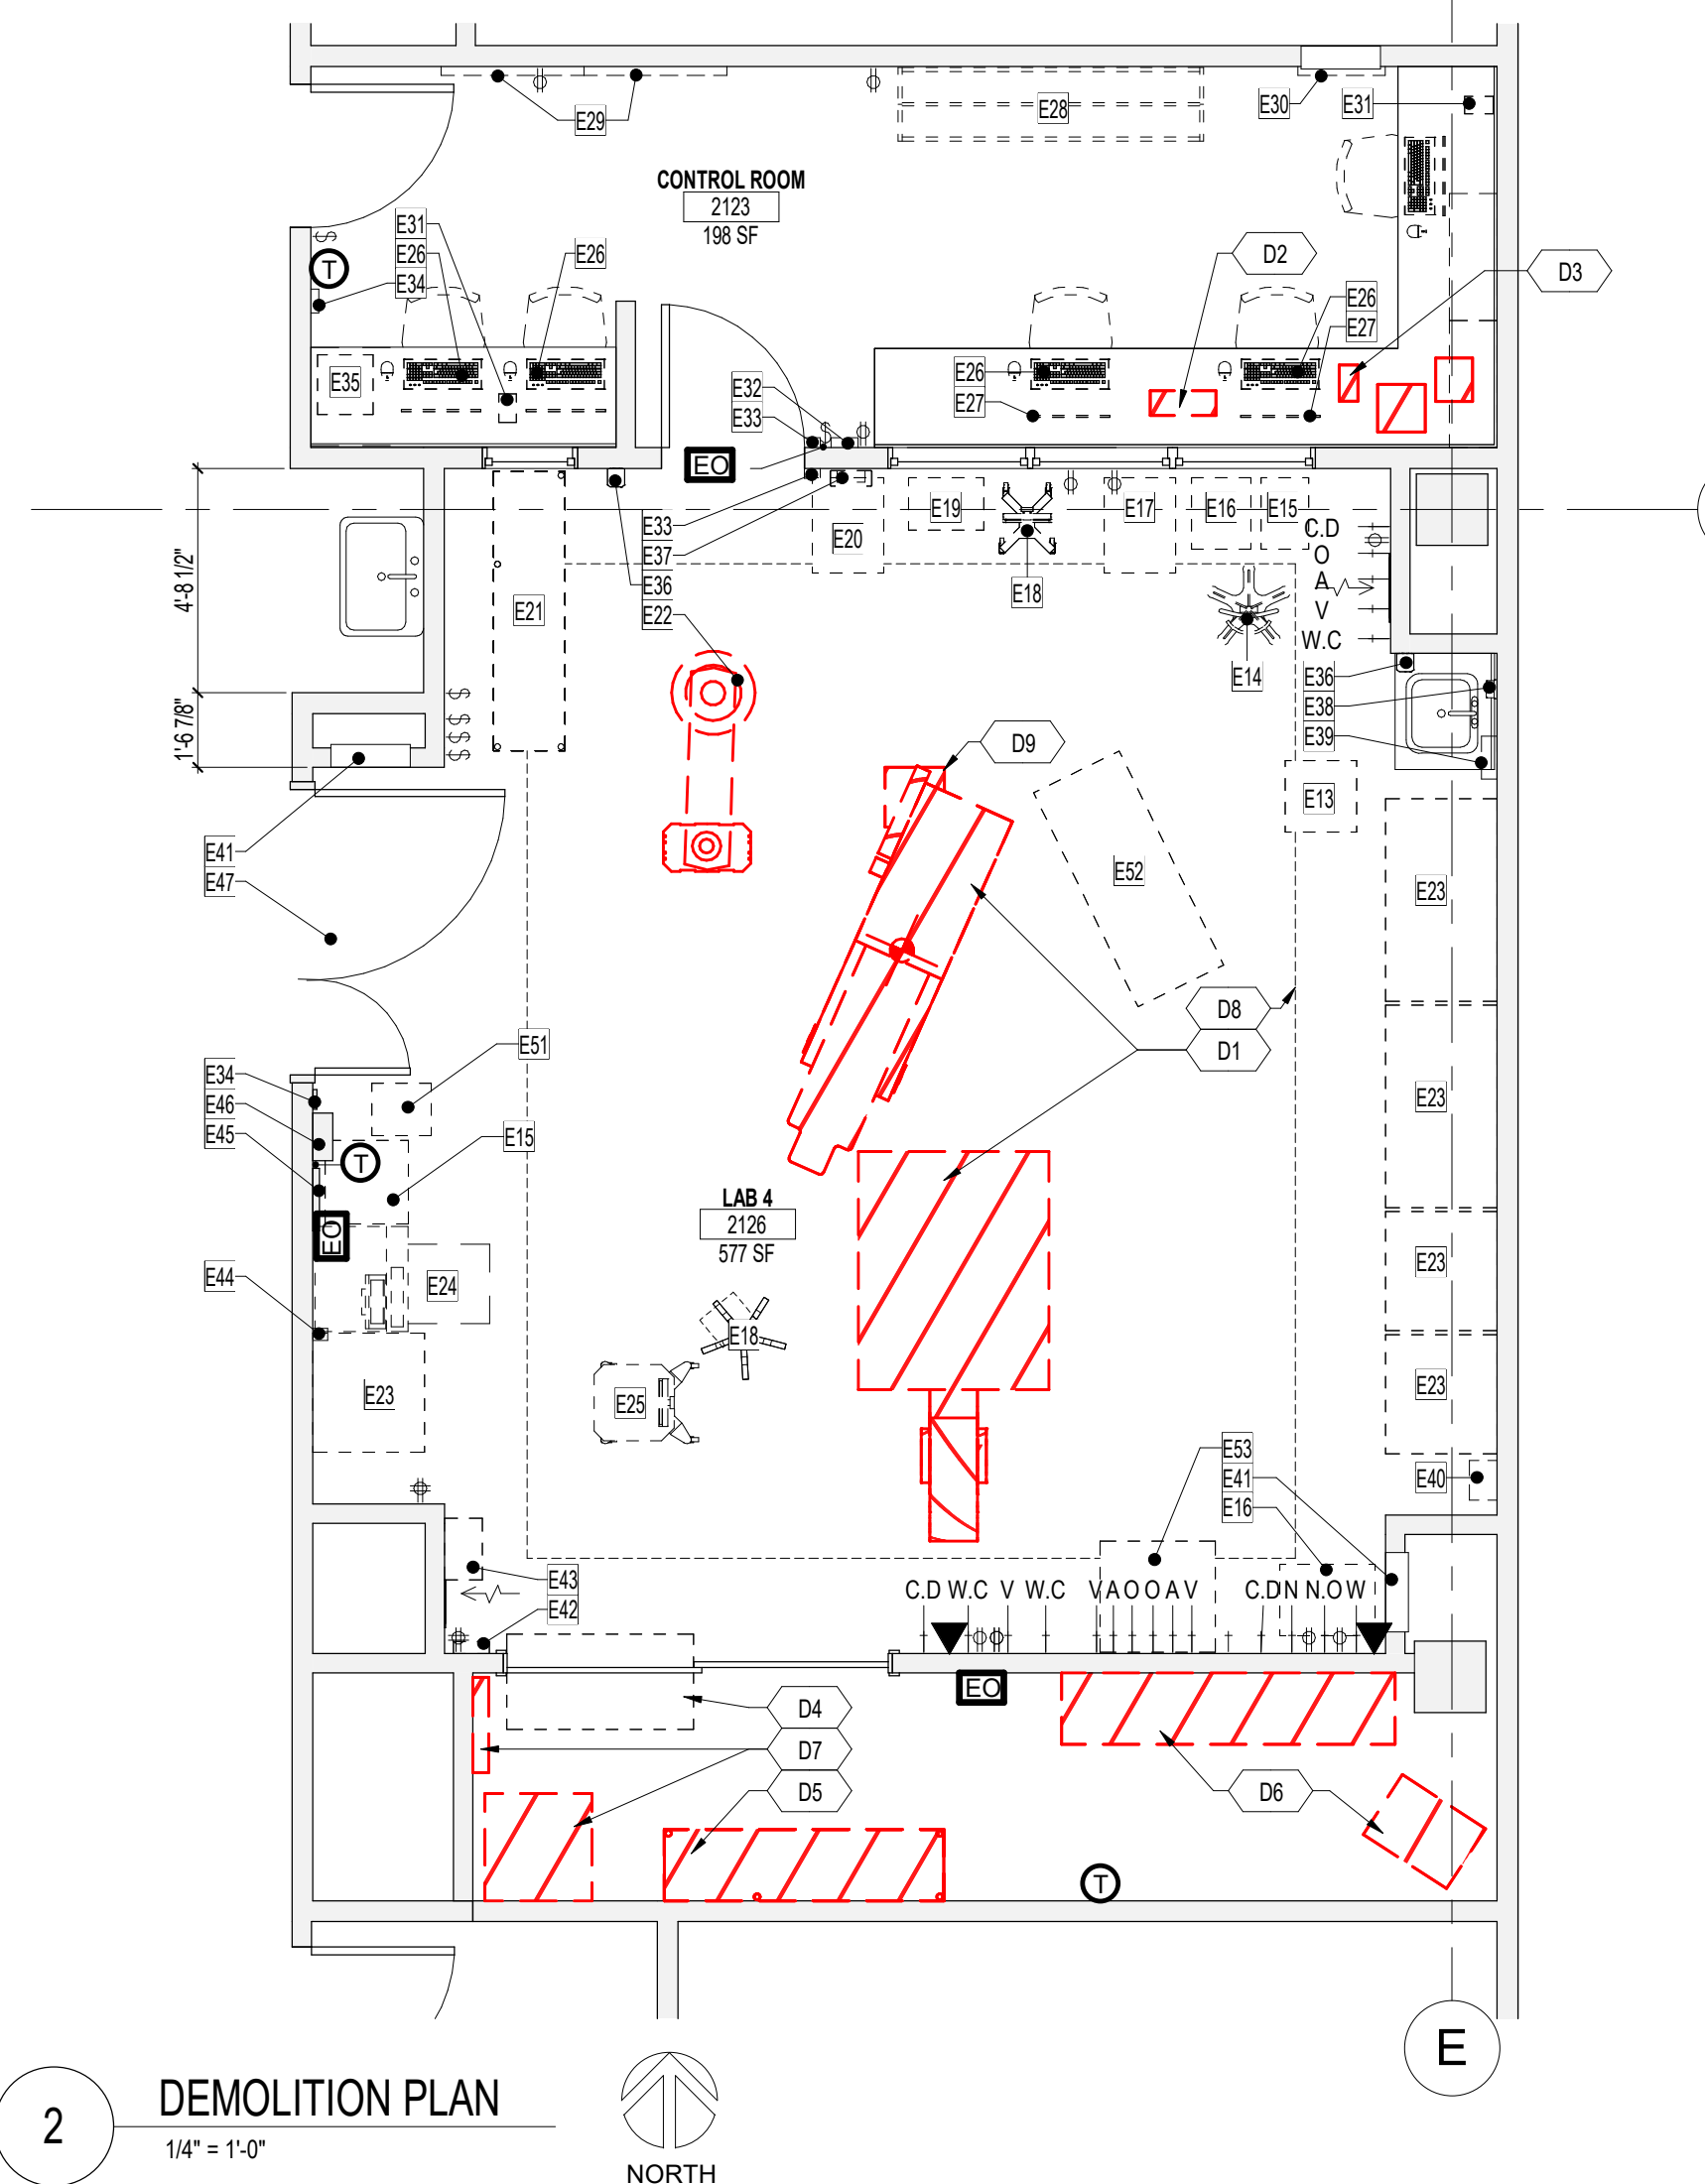 E29
E28
E30
E31
CONTROL ROOM
2123
198 SF
E31
E26
E34
E26
T
D2
D3
E26
E27
E35
E32
E33
E26
E27
EO
E33
E37
E36
E22
E20
E19
E18
E17
E16
E15
C.D
O
A
V
W.C
4'-8 1/2"
E21
E14
E36
E38
E39
1'-6 7/8"
D9
E13
E41
E47
E52
E23
D8
D1
E51
E34
E46
E45
E15
T
E23
EO
LAB 4
2126
577 SF
E44
E24
E23
E18
E23
E25
E23
E53
E41
E16
E40
E43
E42
C.D W.C V W.C V A O O A V C.D N N.O W
EO
D4
D7
D5
D6
T
E
2
DEMOLITION PLAN
1/4" = 1'-0"
NORTH